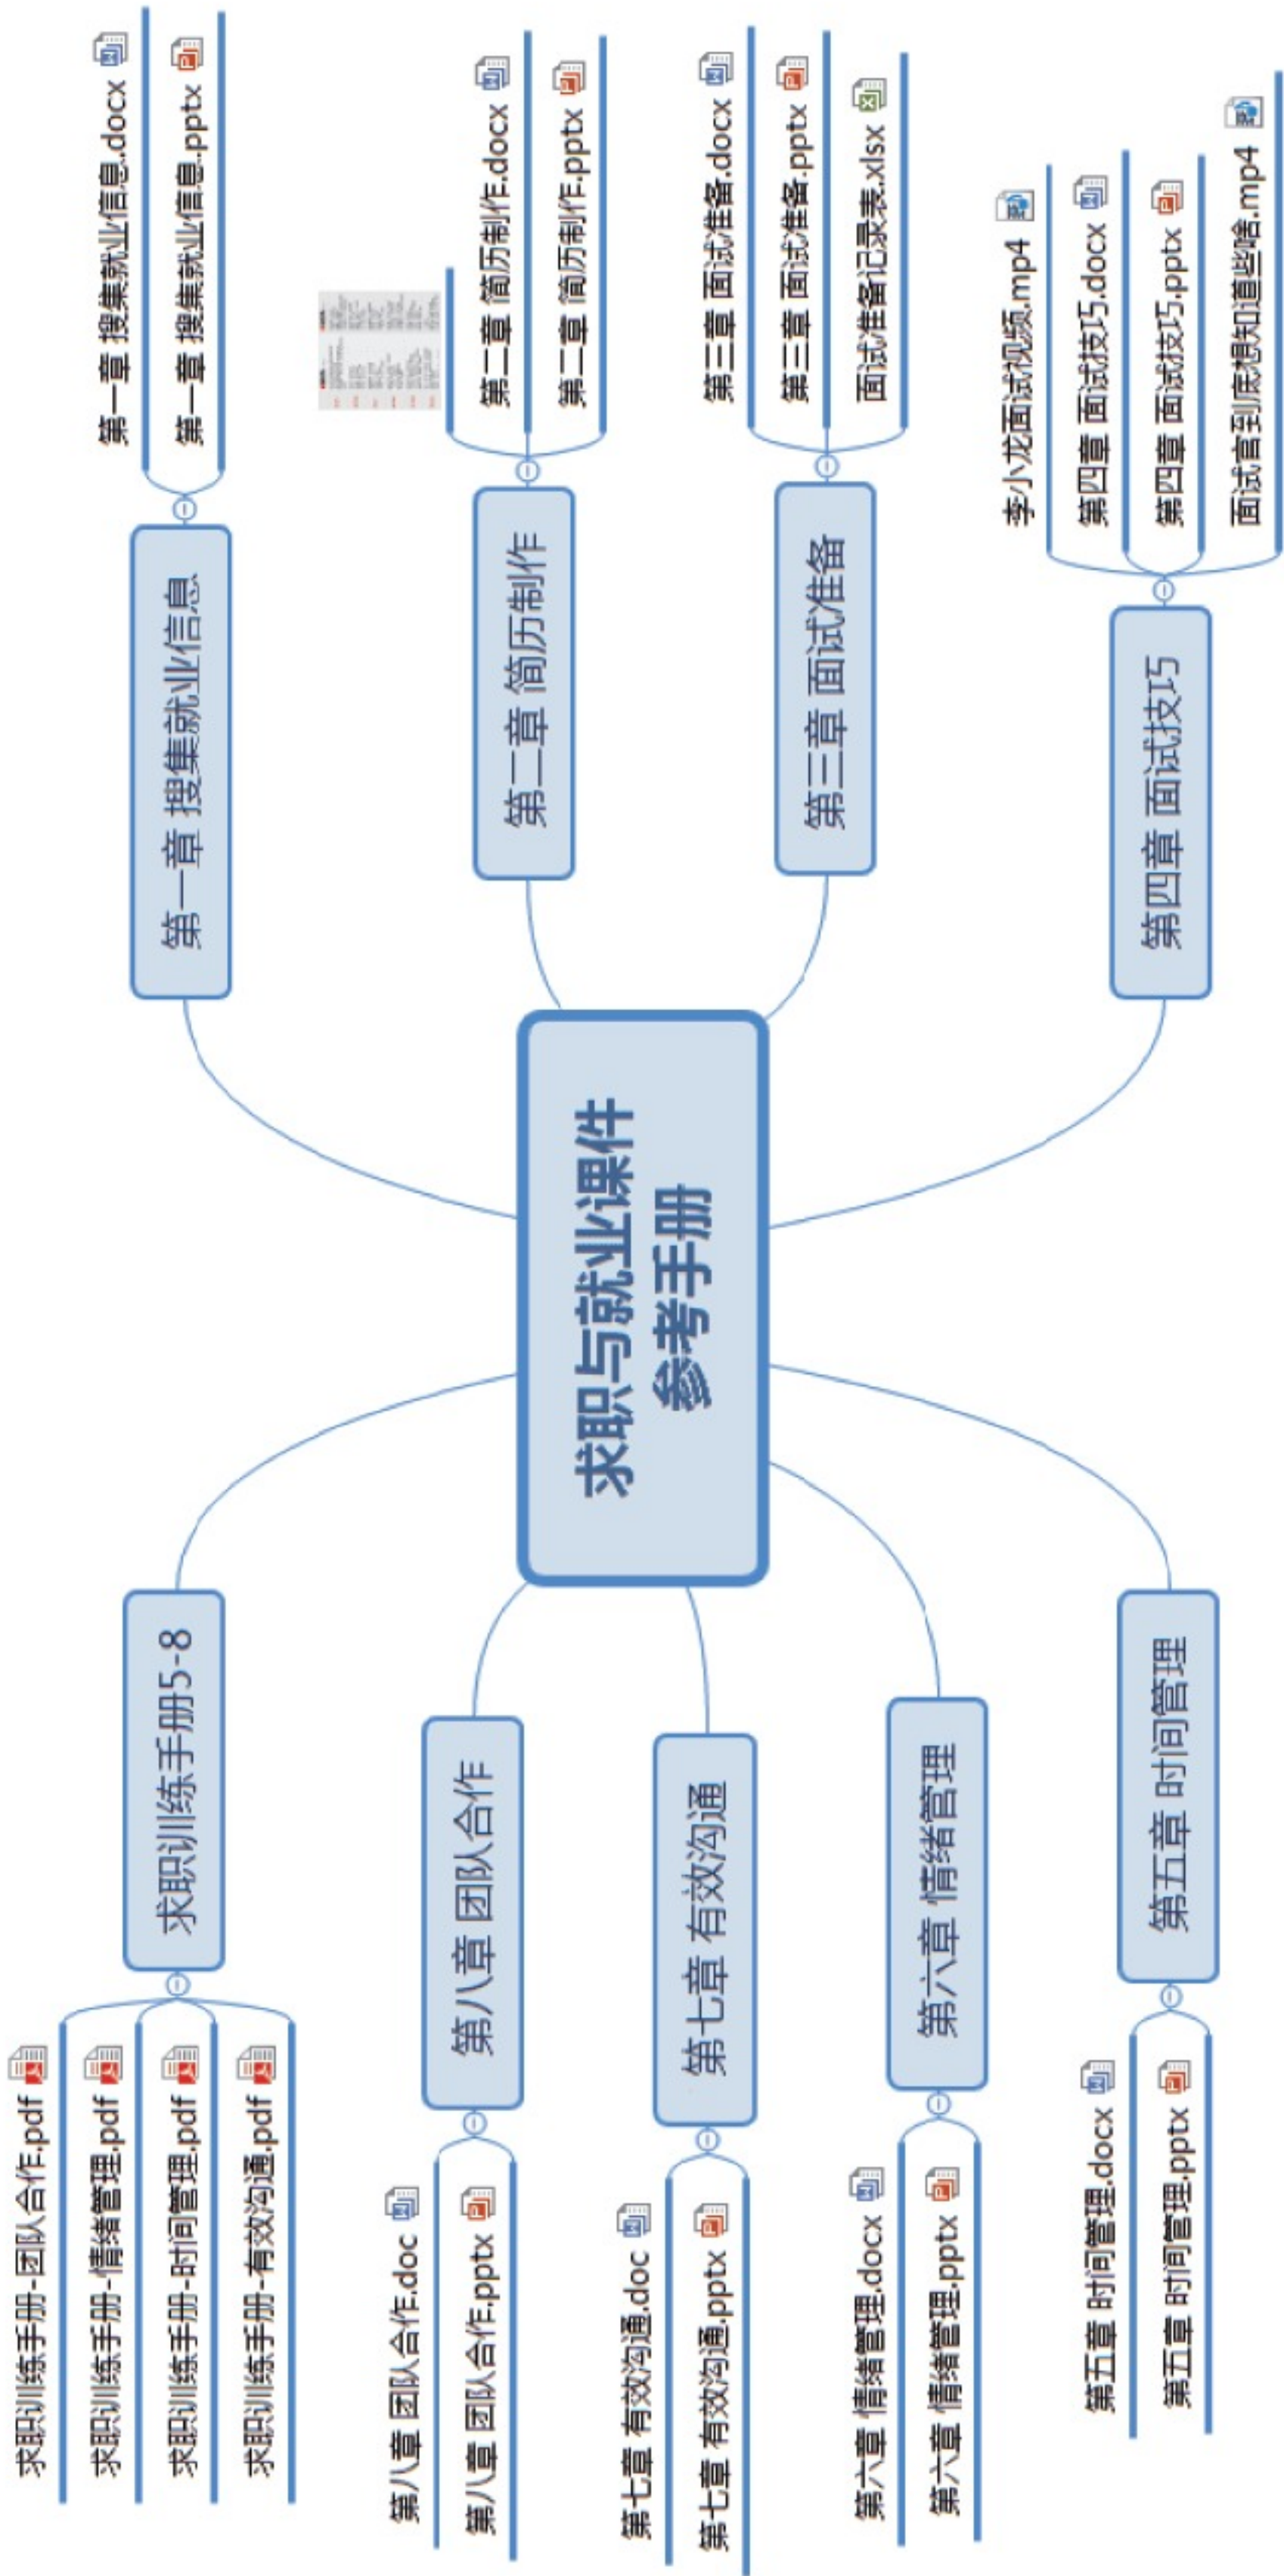 求职与就业课件
参考手册
第一章 搜集就业信息
第一章 搜集就业信息.docx
第一章 搜集就业信息.pptx
第二章 简历制作
第二章 简历制作.docx
第二章 简历制作.pptx
第三章 面试准备
第三章 面试准备.docx
第三章 面试准备.pptx
面试准备记录表.xlsx
第四章 面试技巧
李小龙面试视频.mp4
第四章 面试技巧.docx
第四章 面试技巧.pptx
面试官到底想知道些啥.mp4
求职训练手册5-8
求职训练手册-团队合作.pdf
求职训练手册-情绪管理.pdf
求职训练手册-时间管理.pdf
求职训练手册-有效沟通.pdf
第八章 团队合作
第八章 团队合作.doc
第八章 团队合作.pptx
第七章 有效沟通
第七章 有效沟通.doc
第七章 有效沟通.pptx
第六章 情绪管理
第六章 情绪管理.docx
第六章 情绪管理.pptx
第五章 时间管理
第五章 时间管理.docx
第五章 时间管理.pptx